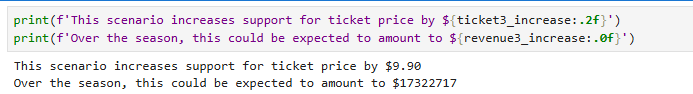 print(f'This scenario increases support for ticket price by ${ticket3_increase:.2f}')
print(f'Over the season, this could be expected to amount to ${revenue3_increase:.0f}')
This scenario increases support for ticket price by $9.90
Over the season, this could be expected to amount to $17322717